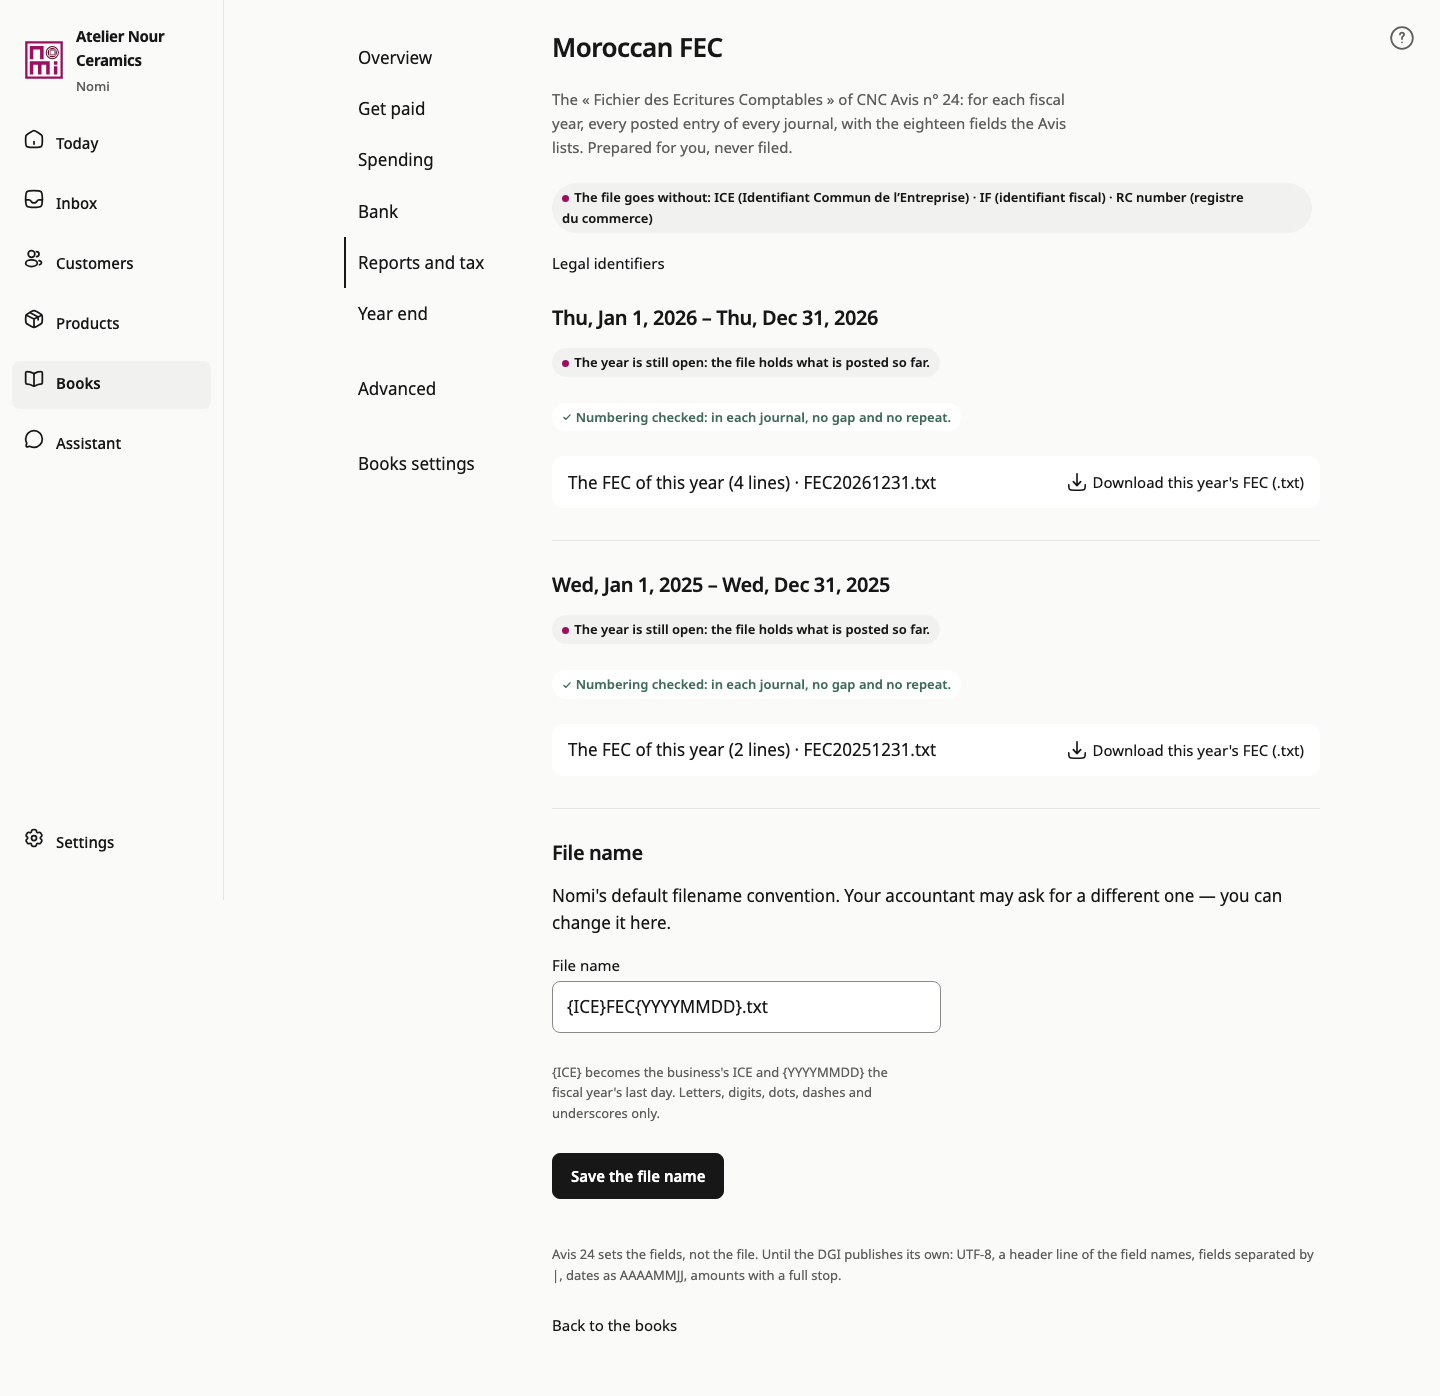 Atelier Nour
Ceramics
Nomi
Today
Inbox
Customers
Products
Books
Assistant
Settings
Overview
Get paid
Spending
Bank
Reports and tax
Year end
Advanced
Books settings
Moroccan FEC
The « Fichier des Ecritures Comptables » of CNC Avis n° 24: for each fiscal
year, every posted entry of every journal, with the eighteen fields the Avis
lists. Prepared for you, never filed.
The file goes without: ICE (Identifiant Commun de l’Entreprise) · IF (identifiant fiscal) · RC number (registre
du commerce)
Legal identifiers
Thu, Jan 1, 2026 – Thu, Dec 31, 2026
The year is still open: the file holds what is posted so far.
Numbering checked: in each journal, no gap and no repeat.
The FEC of this year (4 lines) · FEC20261231.txt
Download this year's FEC (.txt)
Wed, Jan 1, 2025 – Wed, Dec 31, 2025
The year is still open: the file holds what is posted so far.
Numbering checked: in each journal, no gap and no repeat.
The FEC of this year (2 lines) · FEC20251231.txt
Download this year's FEC (.txt)
File name
Nomi's default filename convention. Your accountant may ask for a different one — you can
change it here.
File name
{ICE}FEC{YYYYMMDD}.txt
{ICE} becomes the business's ICE and {YYYYMMDD} the
fiscal year's last day. Letters, digits, dots, dashes and
underscores only.
Save the file name
Avis 24 sets the fields, not the file. Until the DGI publishes its own: UTF-8, a header line of the field names, fields separated by
|, dates as AAAAMMJJ, amounts with a full stop.
Back to the books